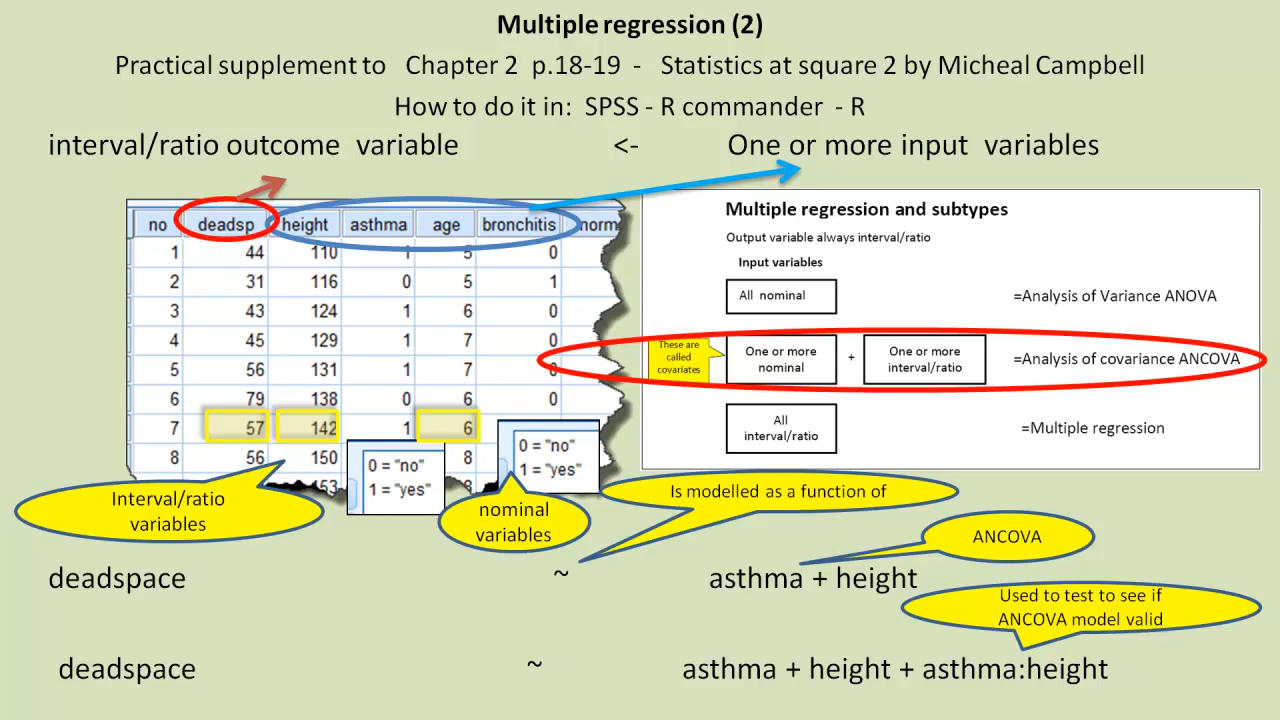 Multiple regression (2)
Practical supplement to Chapter 2 p.18-19 - Statistics at square 2 by Micheal Campbell
How to do it in: SPSS - R commander - R
interval/ratio outcome variable <- One or more input variables
no deadsp height asthma age bronchitis norm
1 44 110 1 5 0
2 31 116 0 5 1
3 43 124 1 6 0
4 45 129 1 7 0
5 56 131 1 7 0
6 79 138 0 6 0
7 57 142 1 6
8 56 150 8
153
0 = "no"
1 = "yes"
0 = "no"
1 = "yes"
Interval/ratio
variables
nominal
variables
Multiple regression and subtypes
Output variable always interval/ratio
Input variables
All nominal =Analysis of Variance ANOVA
These are
called
covariates
One or more
nominal
+
One or more
interval/ratio
=Analysis of covariance ANCOVA
All
interval/ratio
=Multiple regression
Is modelled as a function of
ANCOVA
deadspace ~ asthma + height
Used to test to see if
ANCOVA model valid
deadspace ~ asthma + height + asthma:height